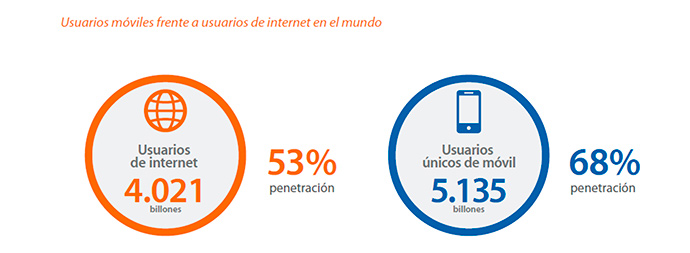 Usuarios móviles frente a usuarios de internet en el mundo
Usuarios
de internet
4.021
billones
53%
penetración
Usuarios
únicos de móvil
5.135
billones
68%
penetración